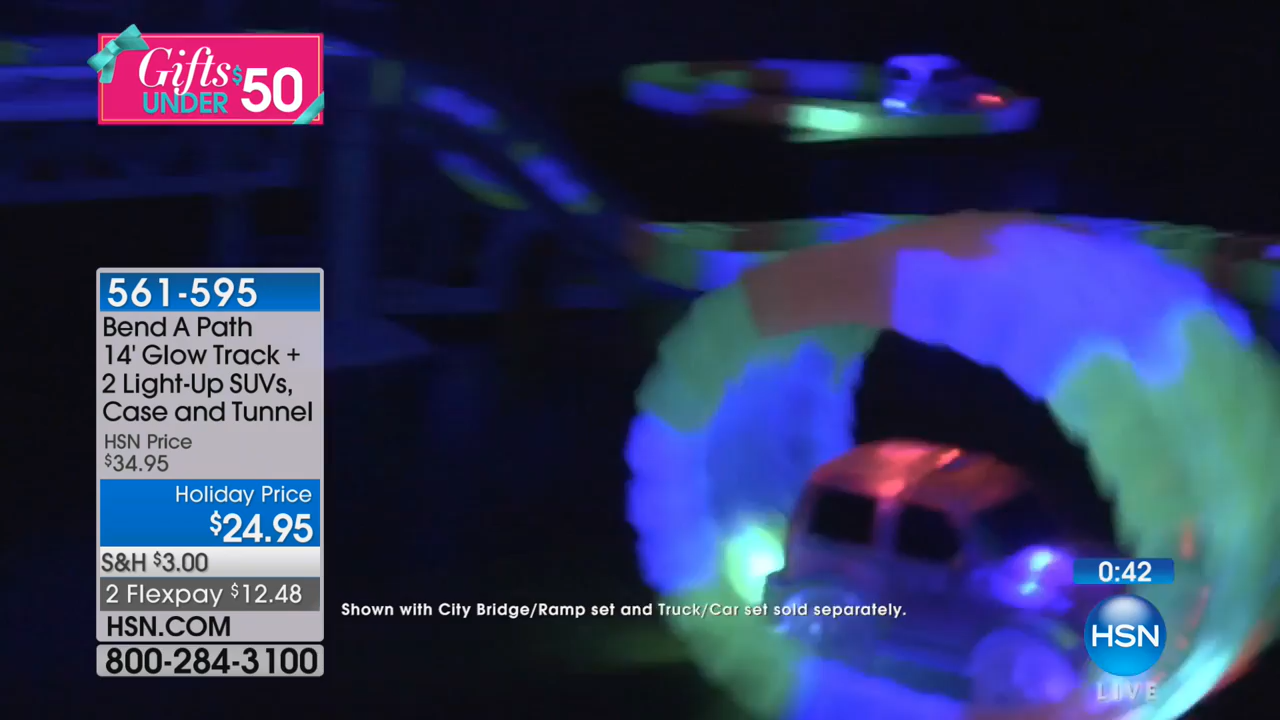 Gifts
UNDER $50
561-595
Bend A Path
14' Glow Track +
2 Light-Up SUVs,
Case and Tunnel
HSN Price
$34.95
Holiday Price
$24.95
S&H $3.00
2 Flexpay $12.48
HSN.COM
800-284-3100
Shown with City Bridge/Ramp set and Truck/Car set sold separately.
0:42
HSN
LIVE